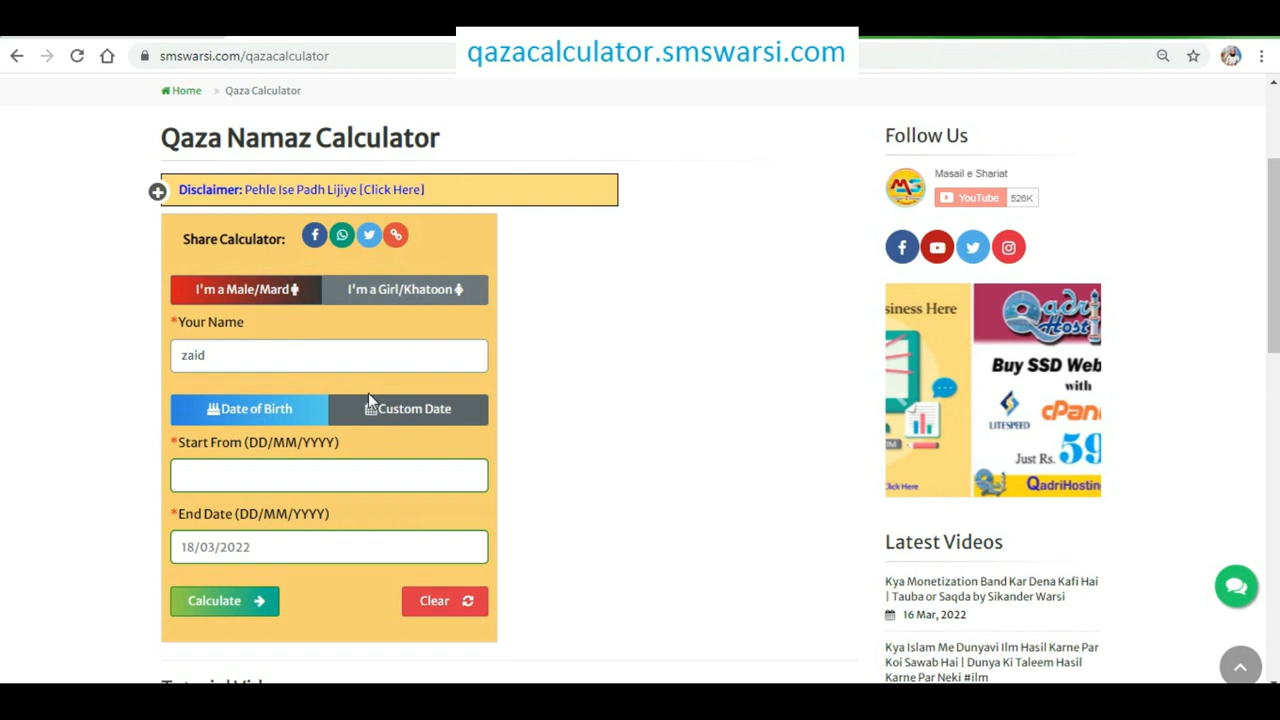 qazacalculator.smswarsi.com
smswarsi.com/qazacalculator
Home » Qaza Calculator
Qaza Namaz Calculator
Disclaimer: Pehle Ise Padh Lijiye [Click Here]
Share Calculator:
I'm a Male/Mard
I'm a Girl/Khatoon
*Your Name
zaid
Date of Birth
Custom Date
*Start From (DD/MM/YYYY)
*End Date (DD/MM/YYYY)
18/03/2022
Calculate
Clear
Follow Us
MS
Masail e Shariat
YouTube 526K
siness Here
Click Here
Qadri
Host
Buy SSD Web
with
LITESPEED
cPan
Just Rs. 59
QadriHostin
Latest Videos
Kya Monetization Band Kar Dena Kafi Hai
| Tauba or Saqda by Sikander Warsi
16 Mar, 2022
Kya Islam Me Dunyavi Ilm Hasil Karne Par
Koi Sawab Hai | Dunya Ki Taleem Hasil
Karne Par Neki #ilm